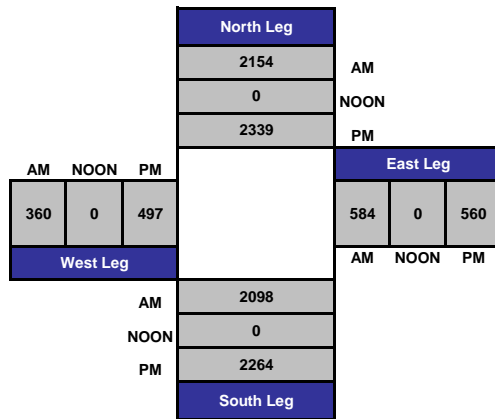 North Leg
2154 AM
0 NOON
2339 PM
AM NOON PM East Leg
360 0 497 584 0 560
West Leg AM NOON PM
AM 2098
NOON 0
PM 2264
South Leg